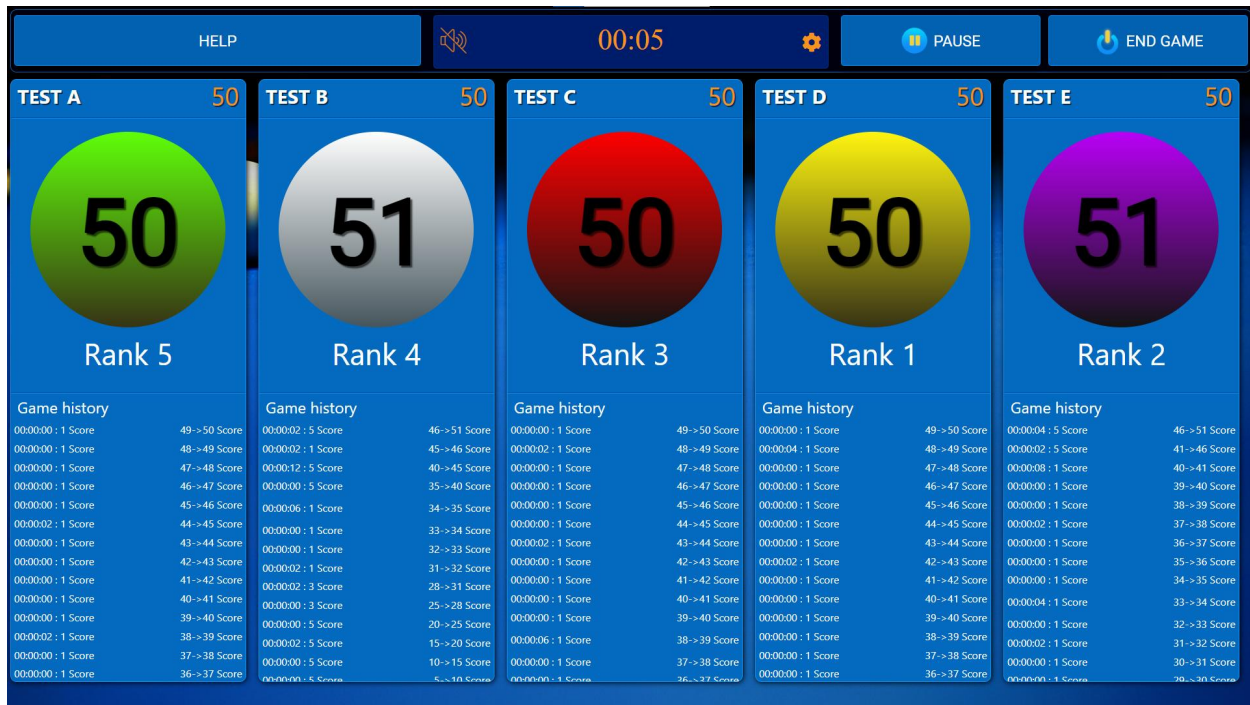 HELP
00:05
PAUSE
END GAME
TEST A 50
50
Rank 5
Game history
00:00:00 : 1 Score 49->50 Score
00:00:00 : 1 Score 48->49 Score
00:00:00 : 1 Score 47->48 Score
00:00:00 : 1 Score 46->47 Score
00:00:00 : 1 Score 45->46 Score
00:00:02 : 1 Score 44->45 Score
00:00:00 : 1 Score 43->44 Score
00:00:00 : 1 Score 42->43 Score
00:00:00 : 1 Score 41->42 Score
00:00:00 : 1 Score 40->41 Score
00:00:00 : 1 Score 39->40 Score
00:00:02 : 1 Score 38->39 Score
00:00:00 : 1 Score 37->38 Score
00:00:00 : 1 Score 36->37 Score
TEST B 50
51
Rank 4
Game history
00:00:02 : 5 Score 46->51 Score
00:00:02 : 1 Score 45->46 Score
00:00:12 : 5 Score 40->45 Score
00:00:00 : 5 Score 35->40 Score
00:00:06 : 1 Score 34->35 Score
00:00:00 : 1 Score 33->34 Score
00:00:00 : 1 Score 32->33 Score
00:00:02 : 1 Score 31->32 Score
00:00:02 : 3 Score 28->31 Score
00:00:00 : 3 Score 25->28 Score
00:00:00 : 5 Score 20->25 Score
00:00:02 : 5 Score 15->20 Score
00:00:00 : 5 Score 10->15 Score
00:00:00 : 5 Score 5->10 Score
TEST C 50
50
Rank 3
Game history
00:00:00 : 1 Score 49->50 Score
00:00:02 : 1 Score 48->49 Score
00:00:00 : 1 Score 47->48 Score
00:00:00 : 1 Score 46->47 Score
00:00:00 : 1 Score 45->46 Score
00:00:00 : 1 Score 44->45 Score
00:00:02 : 1 Score 43->44 Score
00:00:00 : 1 Score 42->43 Score
00:00:00 : 1 Score 41->42 Score
00:00:00 : 1 Score 40->41 Score
00:00:00 : 1 Score 39->40 Score
00:00:06 : 1 Score 38->39 Score
00:00:00 : 1 Score 37->38 Score
00:00:00 : 1 Score 36->37 Score
TEST D 50
50
Rank 1
Game history
00:00:00 : 1 Score 49->50 Score
00:00:04 : 1 Score 48->49 Score
00:00:00 : 1 Score 47->48 Score
00:00:00 : 1 Score 46->47 Score
00:00:00 : 1 Score 45->46 Score
00:00:00 : 1 Score 44->45 Score
00:00:00 : 1 Score 43->44 Score
00:00:02 : 1 Score 42->43 Score
00:00:00 : 1 Score 41->42 Score
00:00:00 : 1 Score 40->41 Score
00:00:00 : 1 Score 39->40 Score
00:00:00 : 1 Score 38->39 Score
00:00:00 : 1 Score 37->38 Score
00:00:00 : 1 Score 36->37 Score
TEST E 50
51
Rank 2
Game history
00:00:04 : 5 Score 46->51 Score
00:00:02 : 5 Score 41->46 Score
00:00:08 : 1 Score 40->41 Score
00:00:00 : 1 Score 39->40 Score
00:00:00 : 1 Score 38->39 Score
00:00:02 : 1 Score 37->38 Score
00:00:00 : 1 Score 36->37 Score
00:00:00 : 1 Score 35->36 Score
00:00:00 : 1 Score 34->35 Score
00:00:04 : 1 Score 33->34 Score
00:00:00 : 1 Score 32->33 Score
00:00:02 : 1 Score 31->32 Score
00:00:00 : 1 Score 30->31 Score
00:00:00 : 1 Score 29->30 Score